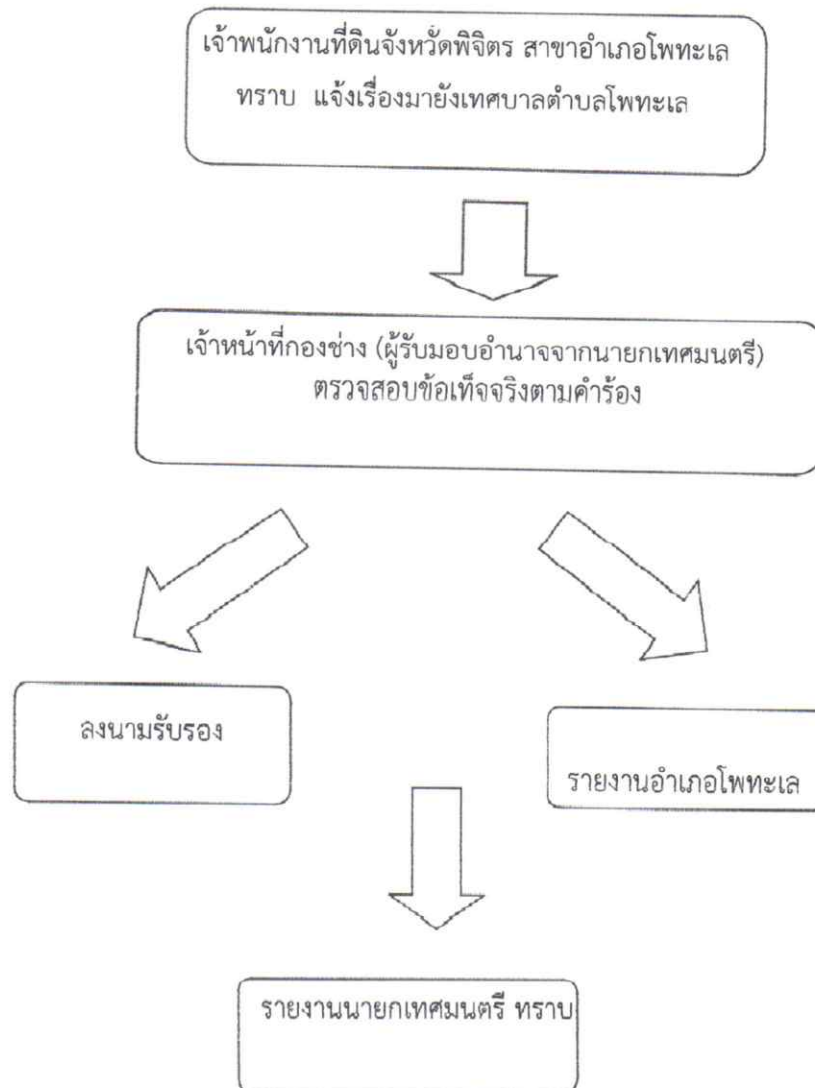 เจ้าพนักงานที่ดินจังหวัดพิจิตร สาขาอำเภอโพทะเล
ทราบ แจ้งเรื่องมายังเทศบาลตำบลโพทะเล
เจ้าหน้าที่กองช่าง (ผู้รับมอบอำนาจจากนายกเทศมนตรี)
ตรวจสอบข้อเท็จจริงตามคำร้อง
ลงนามรับรอง
รายงานอำเภอโพทะเล
รายงานนายกเทศมนตรี ทราบ